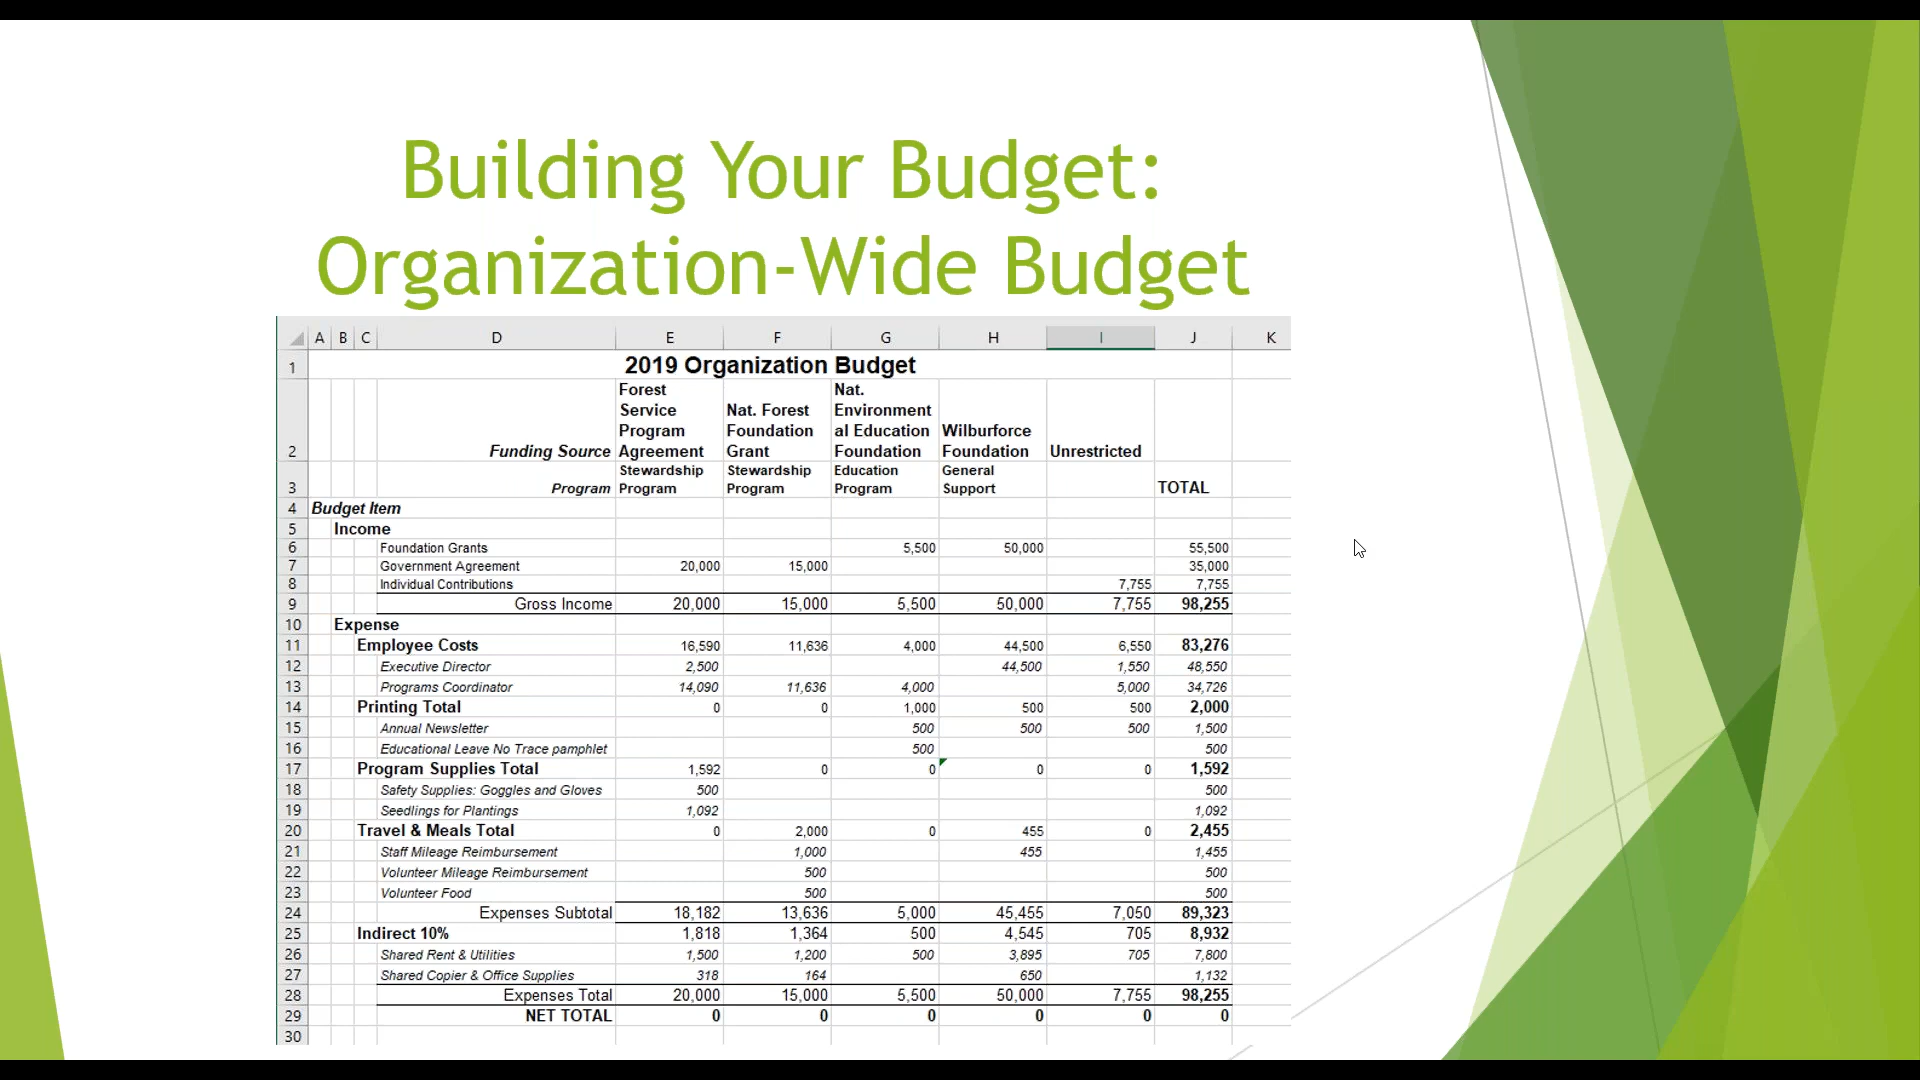 Building Your Budget:
Organization-Wide Budget
A B C D E F G H I J K
1 2019 Organization Budget
Forest Nat.
Service Nat. Forest Environment
Program Foundation al Education Wilburforce
2 Funding Source Agreement Grant Foundation Foundation Unrestricted
Stewardship Stewardship Education General
3 Program Program Program Program Support TOTAL
4 Budget Item
5 Income
6 Foundation Grants 5,500 50,000 55,500
7 Government Agreement 20,000 15,000 35,000
8 Individual Contributions 7,755 7,755
9 Gross Income 20,000 15,000 5,500 50,000 7,755 98,255
10 Expense
11 Employee Costs 16,590 11,636 4,000 44,500 6,550 83,276
12 Executive Director 2,500 44,500 1,550 48,550
13 Programs Coordinator 14,090 11,636 4,000 5,000 34,726
14 Printing Total 0 0 1,000 500 500 2,000
15 Annual Newsletter 500 500 500 1,500
16 Educational Leave No Trace pamphlet 500 500
17 Program Supplies Total 1,592 0 0 0 0 1,592
18 Safety Supplies: Goggles and Gloves 500 500
19 Seedlings for Plantings 1,092 1,092
20 Travel & Meals Total 0 2,000 0 455 0 2,455
21 Staff Mileage Reimbursement 1,000 455 1,455
22 Volunteer Mileage Reimbursement 500 500
23 Volunteer Food 500 500
24 Expenses Subtotal 18,182 13,636 5,000 45,455 7,050 89,323
25 Indirect 10% 1,818 1,364 500 4,545 705 8,932
26 Shared Rent & Utilities 1,500 1,200 500 3,895 705 7,800
27 Shared Copier & Office Supplies 318 164 650 1,132
28 Expenses Total 20,000 15,000 5,500 50,000 7,755 98,255
29 NET TOTAL 0 0 0 0 0 0
30